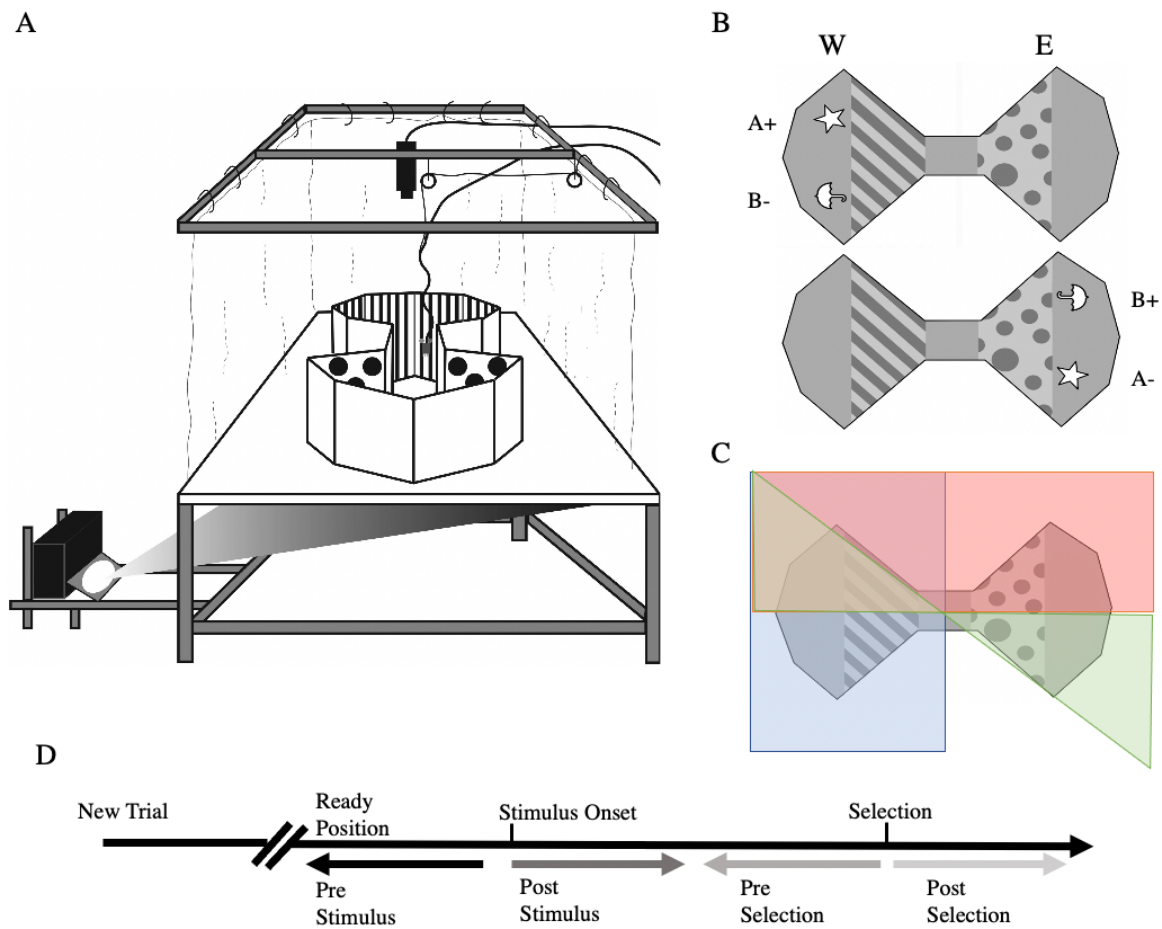 A
B
W
E
A+
B-
B+
A-
C
D
New Trial
Ready
Position
Stimulus Onset
Selection
Pre
Stimulus
Post
Stimulus
Pre
Selection
Post
Selection